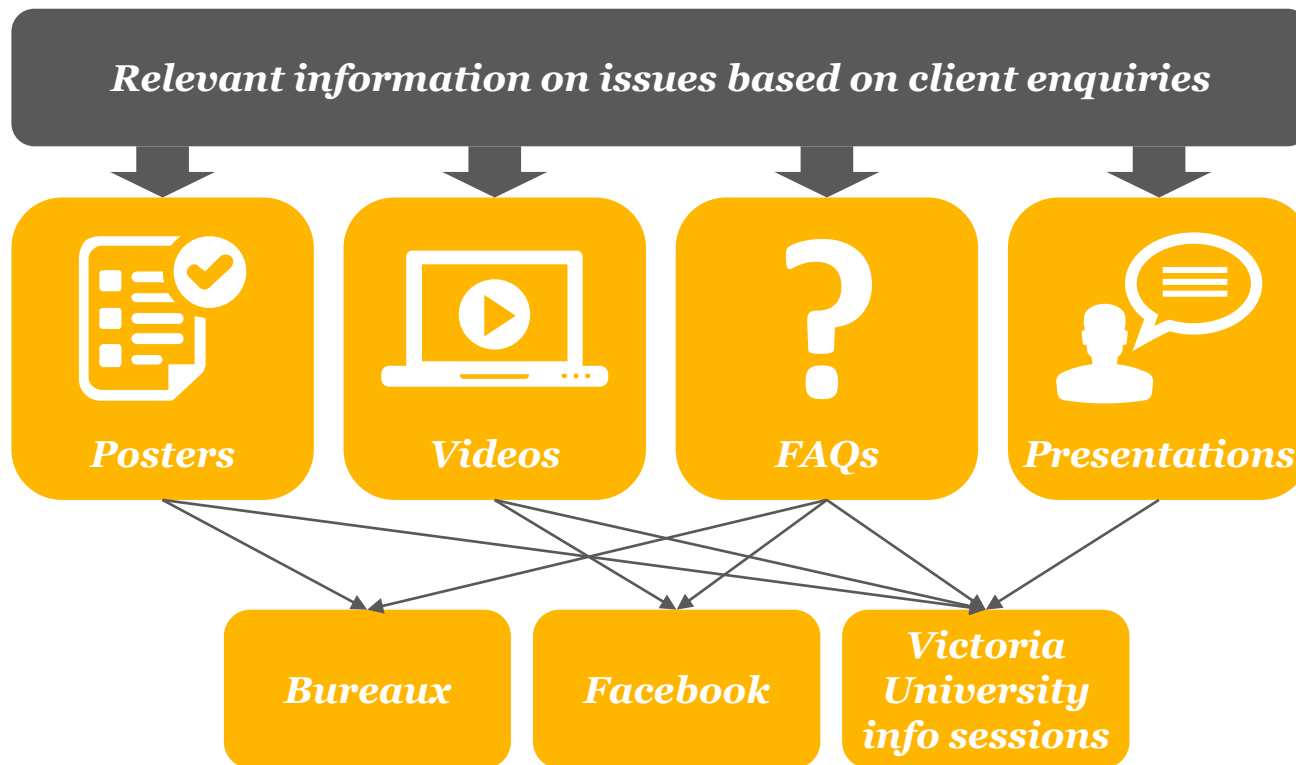 Relevant information on issues based on client enquiries
Posters
Videos
FAQs
Presentations
Bureaux
Facebook
Victoria
University
info sessions